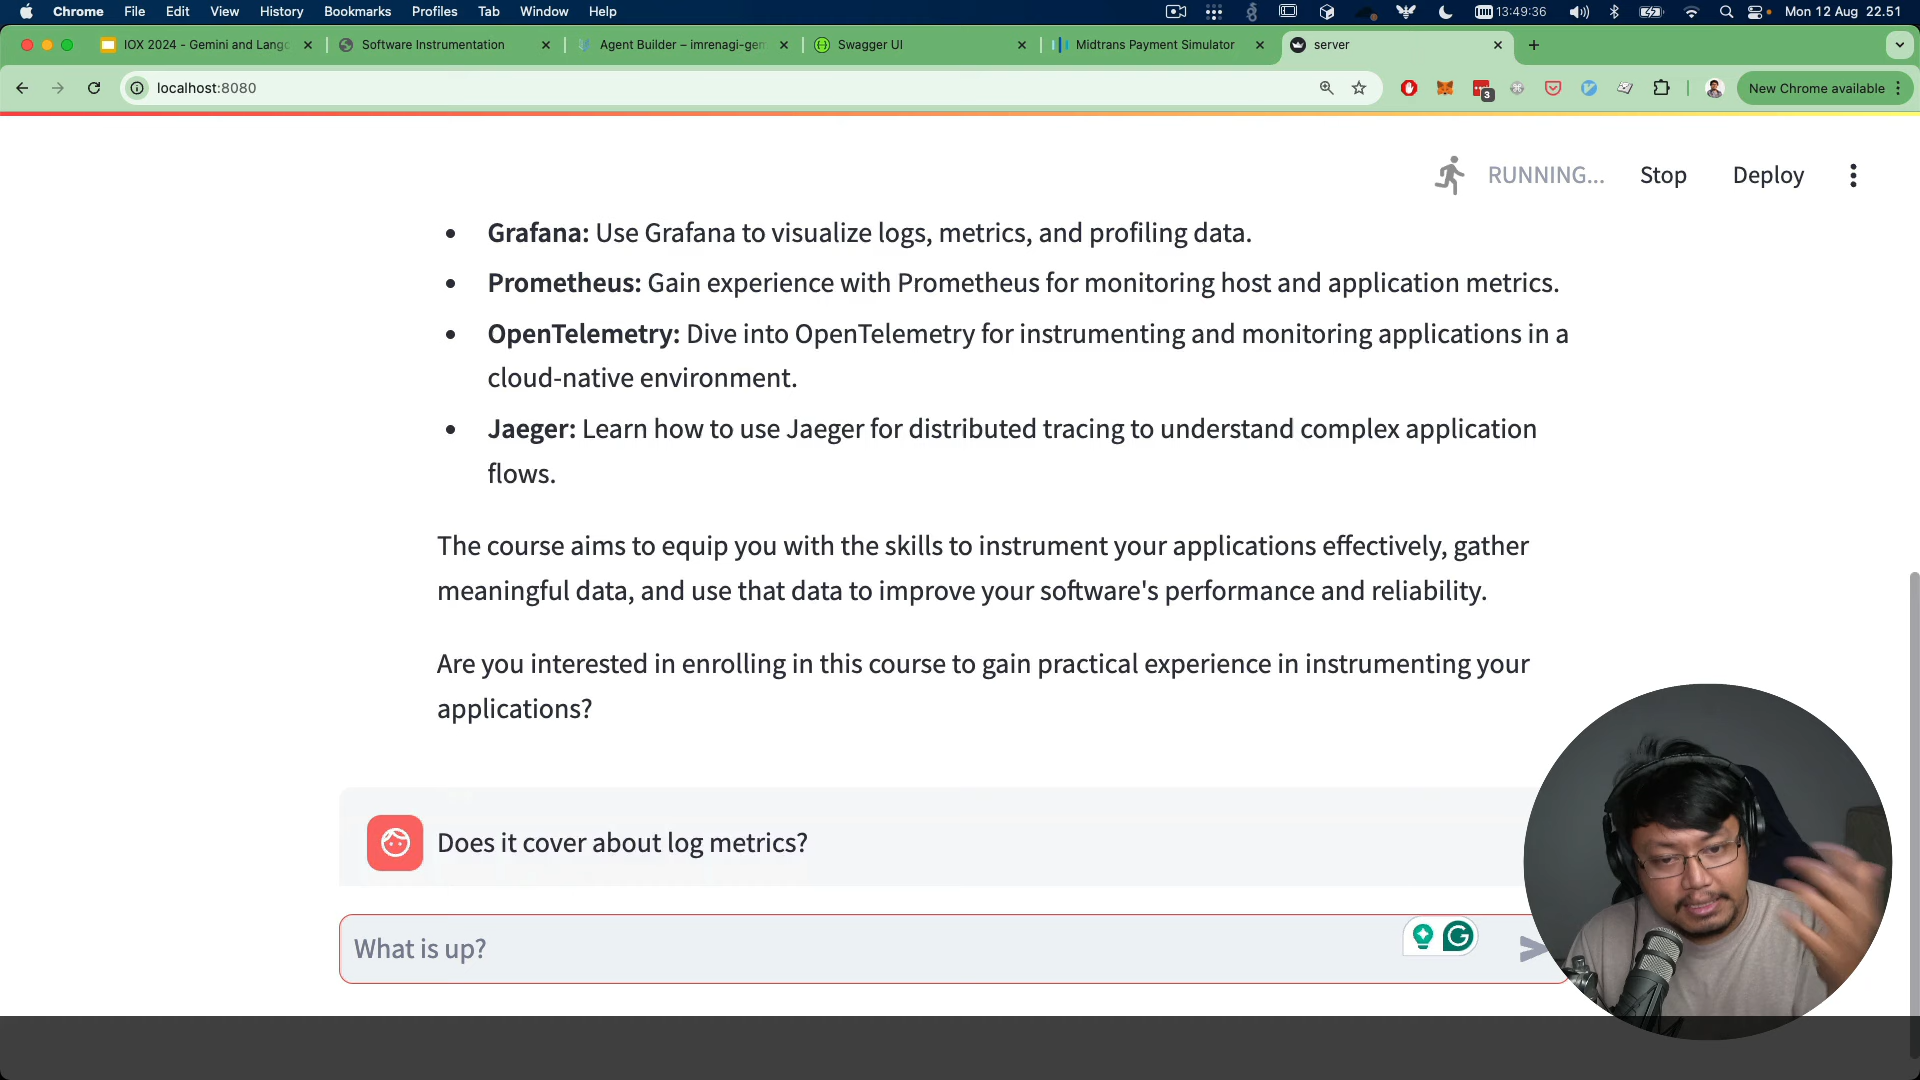 Chrome File Edit View History Bookmarks Profiles Tab Window Help 13:49:36 Mon 12 Aug 22.51
IOX 2024 - Gemini and Lang Software Instrumentation Agent Builder – imrenagi-gem Swagger UI Midtrans Payment Simulator server
localhost:8080 3 New Chrome available
RUNNING... Stop Deploy
Grafana: Use Grafana to visualize logs, metrics, and profiling data.
Prometheus: Gain experience with Prometheus for monitoring host and application metrics.
OpenTelemetry: Dive into OpenTelemetry for instrumenting and monitoring applications in a
cloud-native environment.
Jaeger: Learn how to use Jaeger for distributed tracing to understand complex application
flows.
The course aims to equip you with the skills to instrument your applications effectively, gather
meaningful data, and use that data to improve your software's performance and reliability.
Are you interested in enrolling in this course to gain practical experience in instrumenting your
applications?
Does it cover about log metrics?
What is up?